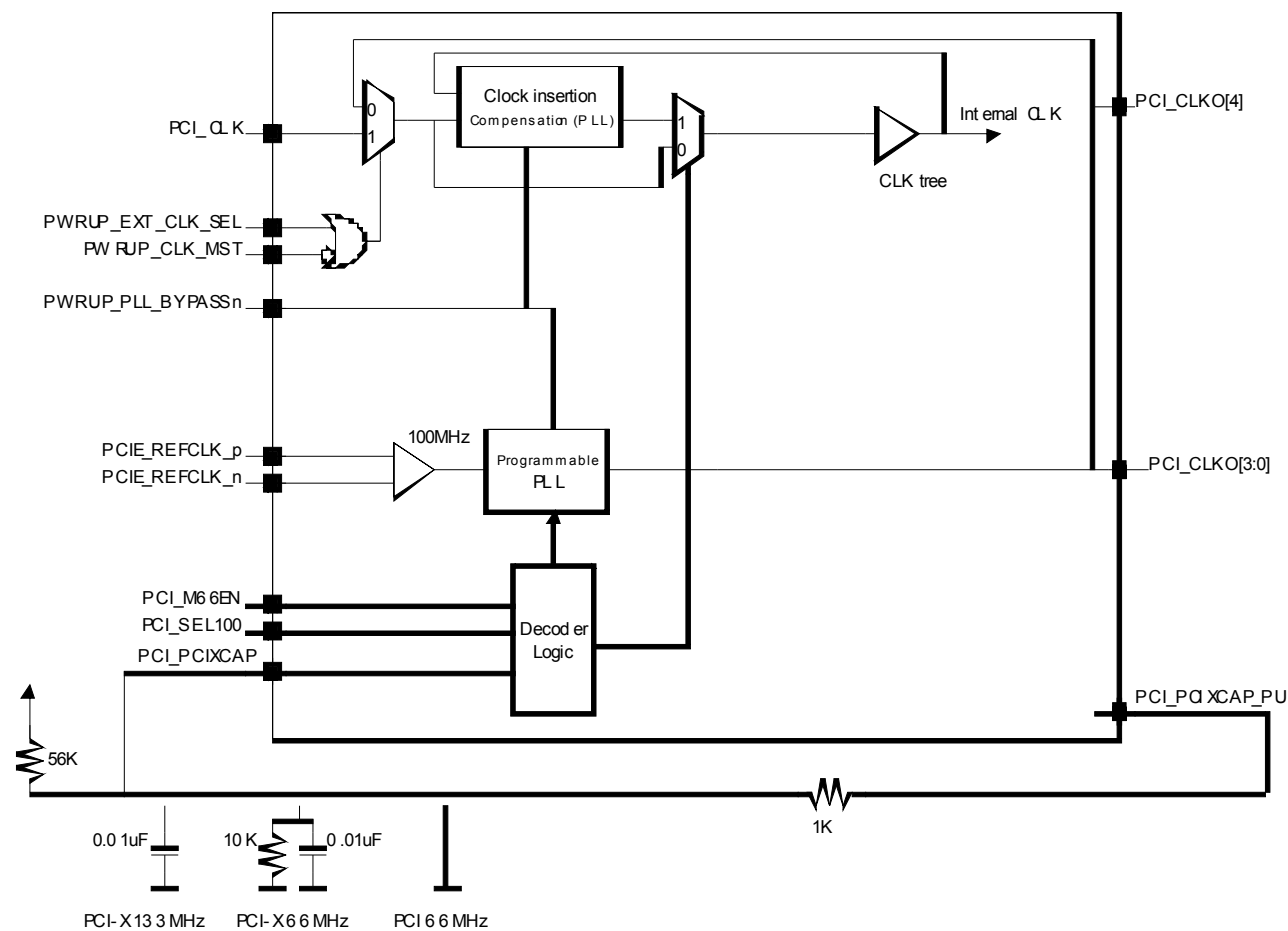 Clock insertion
Compensation (PLL)
0
1
1
0
PCI_CLK
PCI_CLKO[4]
Internal CLK
CLK tree
PWRUP_EXT_CLK_SEL
PWRUP_CLK_MST
PWRUP_PLL_BYPASSn
100MHz
PCIE_REFCLK_p
PCIE_REFCLK_n
Programmable
PLL
PCI_CLKO[3:0]
PCI_M66EN
PCI_SEL100
PCI_PCIXCAP
Decoder
Logic
PCI_PCIXCAP_PU
56K
1K
0.01uF
10K
0.01uF
PCI-X133MHz
PCI-X66MHz
PCI66MHz